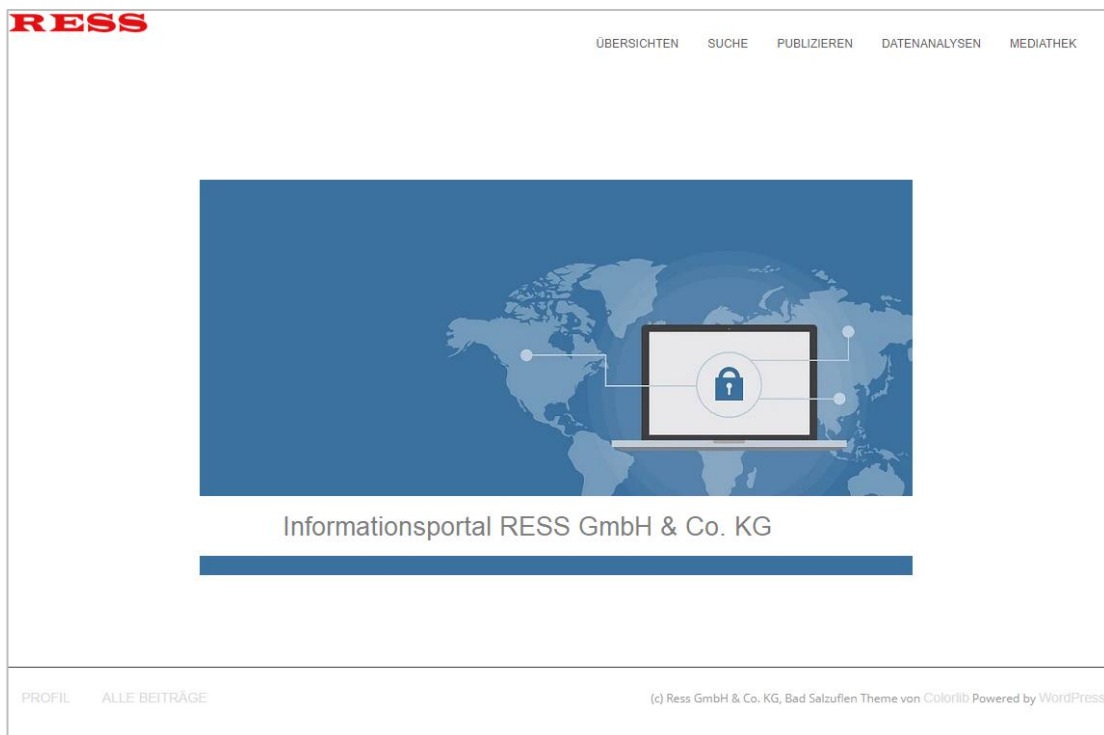 RESS
ÜBERSICHTEN SUCHE PUBLIZIEREN DATENANALYSEN MEDIATHEK
Informationsportal RESS GmbH & Co. KG
PROFIL ALLE BEITRÄGE (c) Ress GmbH & Co. KG, Bad Salzuflen Theme von Colorlib Powered by WordPress